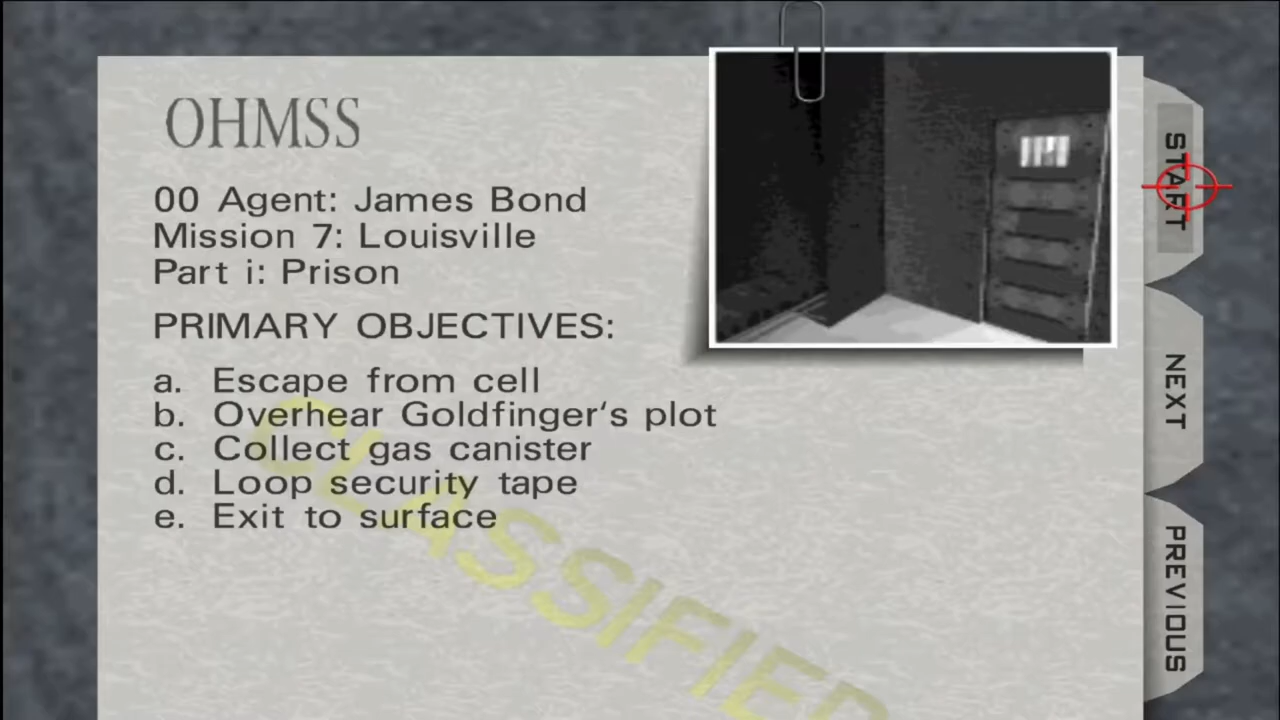 OHMSS
00 Agent: James Bond
Mission 7: Louisville
Part i: Prison
PRIMARY OBJECTIVES:
a. Escape from cell
b. Overhear Goldfinger's plot
c. Collect gas canister
d. Loop security tape
e. Exit to surface
CLASSIFIED
START
NEXT
PREVIOUS